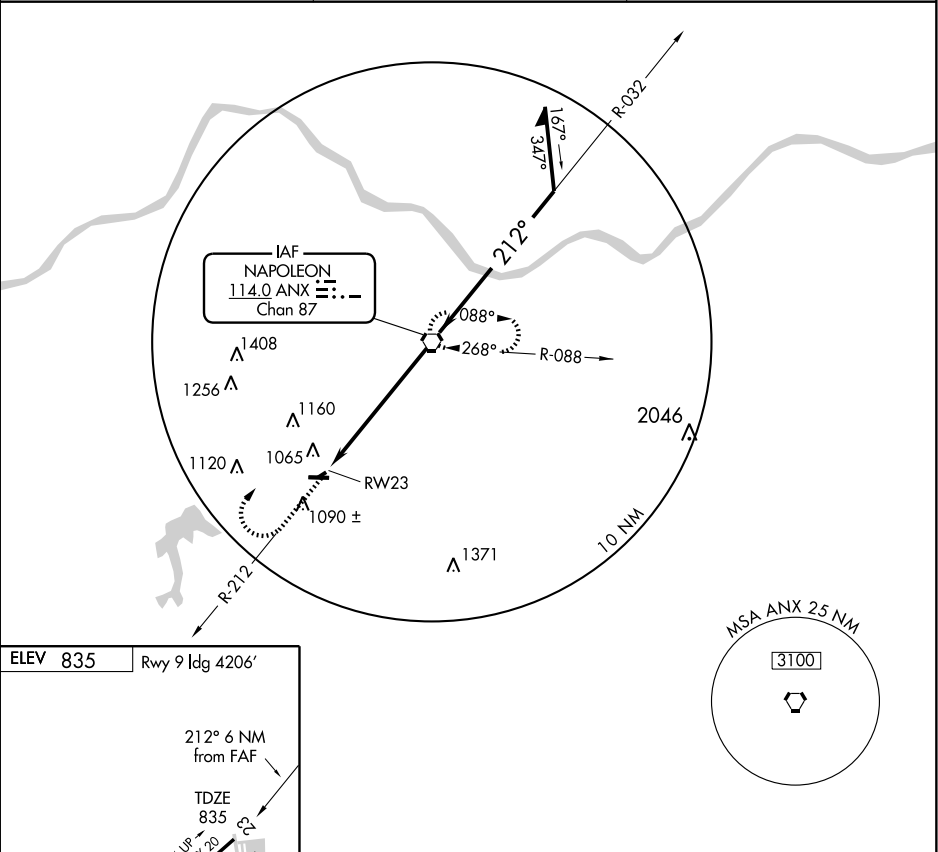 R-032
167°
347°
212°
IAF
NAPOLEON
114.0 ANX
Chan 87
088°
268°
R-088
1408
1256
1160
2046
1065
1120
RW23
1090 ±
10 NM
1371
R-212
MSA ANX 25 NM
3100
ELEV 835
Rwy 9 ldg 4206'
212° 6 NM
from FAF
TDZE
835
23
UP
20